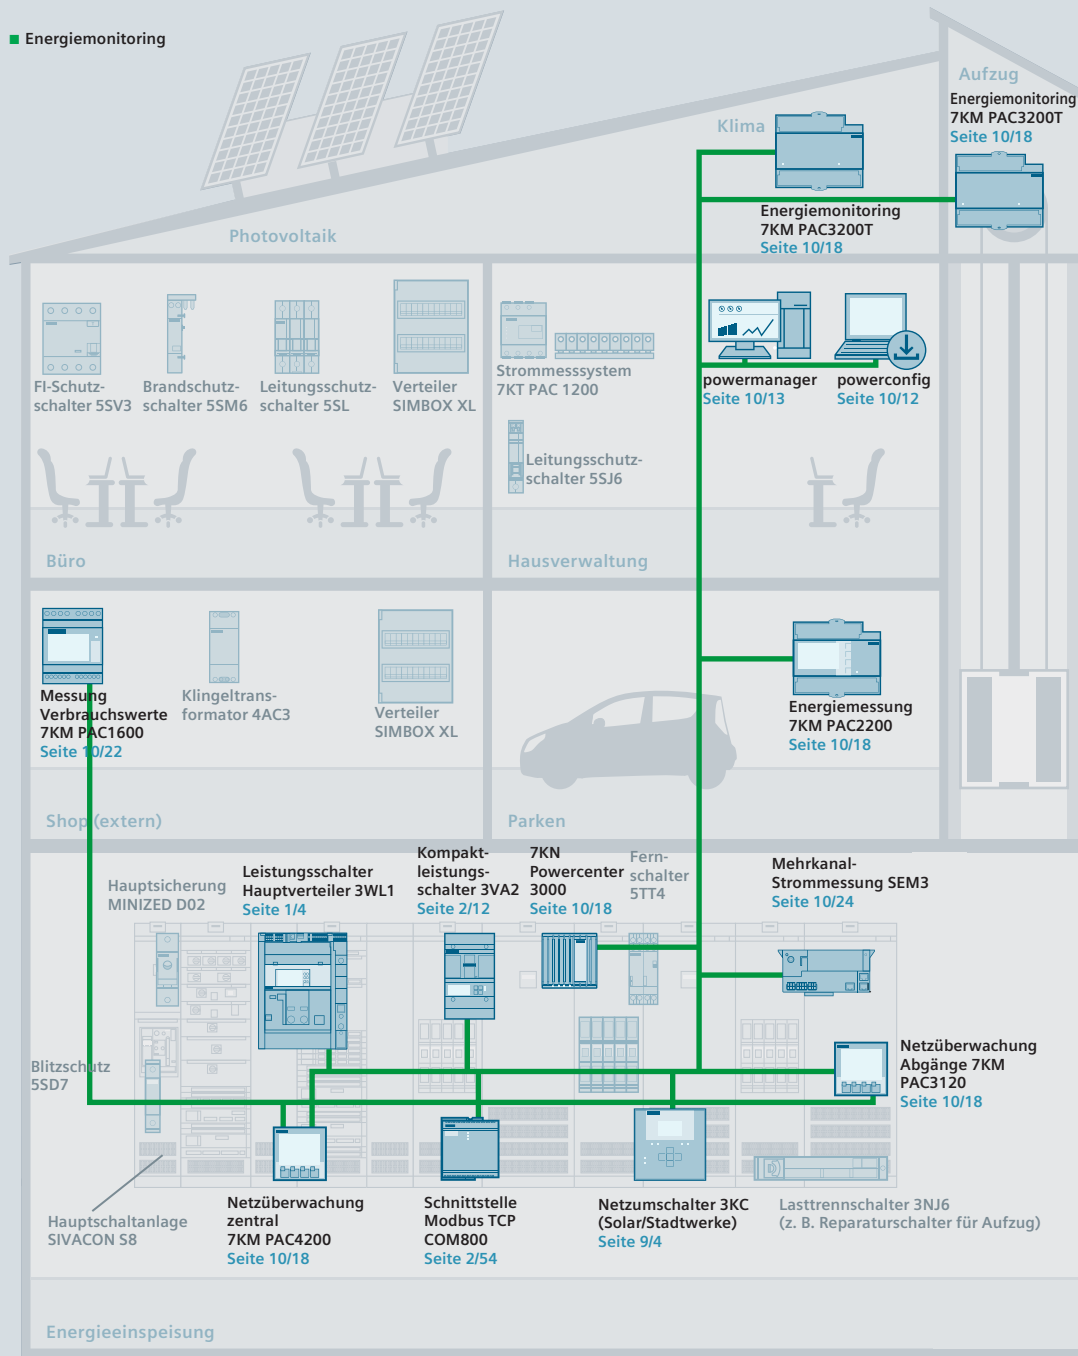 Energiemonitoring
Aufzug
Energiemonitoring
7KM PAC3200T
Seite 10/18
Klima
Energiemonitoring
7KM PAC3200T
Seite 10/18
Photovoltaik
FI-Schutz-
schalter 5SV3
Brandschutz-
schalter 5SM6
Leitungsschutz-
schalter 5SL
Verteiler
SIMBOX XL
Strommesssystem
7KT PAC 1200
powermanager
Seite 10/13
powerconfig
Seite 10/12
Leitungsschutz-
schalter 5SJ6
Büro
Hausverwaltung
Messung
Verbrauchswerte
7KM PAC1600
Seite 10/22
Klingeltrans-
formator 4AC3
Verteiler
SIMBOX XL
Energiemessung
7KM PAC2200
Seite 10/18
Shop (extern)
Parken
Hauptsicherung
MINIZED D02
Leistungsschalter
Hauptverteiler 3WL1
Seite 1/4
Kompakt-
leistungs-
schalter 3VA2
Seite 2/12
7KN
Powercenter
3000
Seite 10/18
Fern-
schalter
5TT4
Mehrkanal-
Strommessung SEM3
Seite 10/24
Blitzschutz
5SD7
Netzüberwachung
Abgänge 7KM
PAC3120
Seite 10/18
Hauptschaltanlage
SIVACON S8
Netzüberwachung
zentral
7KM PAC4200
Seite 10/18
Schnittstelle
Modbus TCP
COM800
Seite 2/54
Netzumschalter 3KC
(Solar/Stadtwerke)
Seite 9/4
Lasttrennschalter 3NJ6
(z. B. Reparaturschalter für Aufzug)
Energieeinspeisung